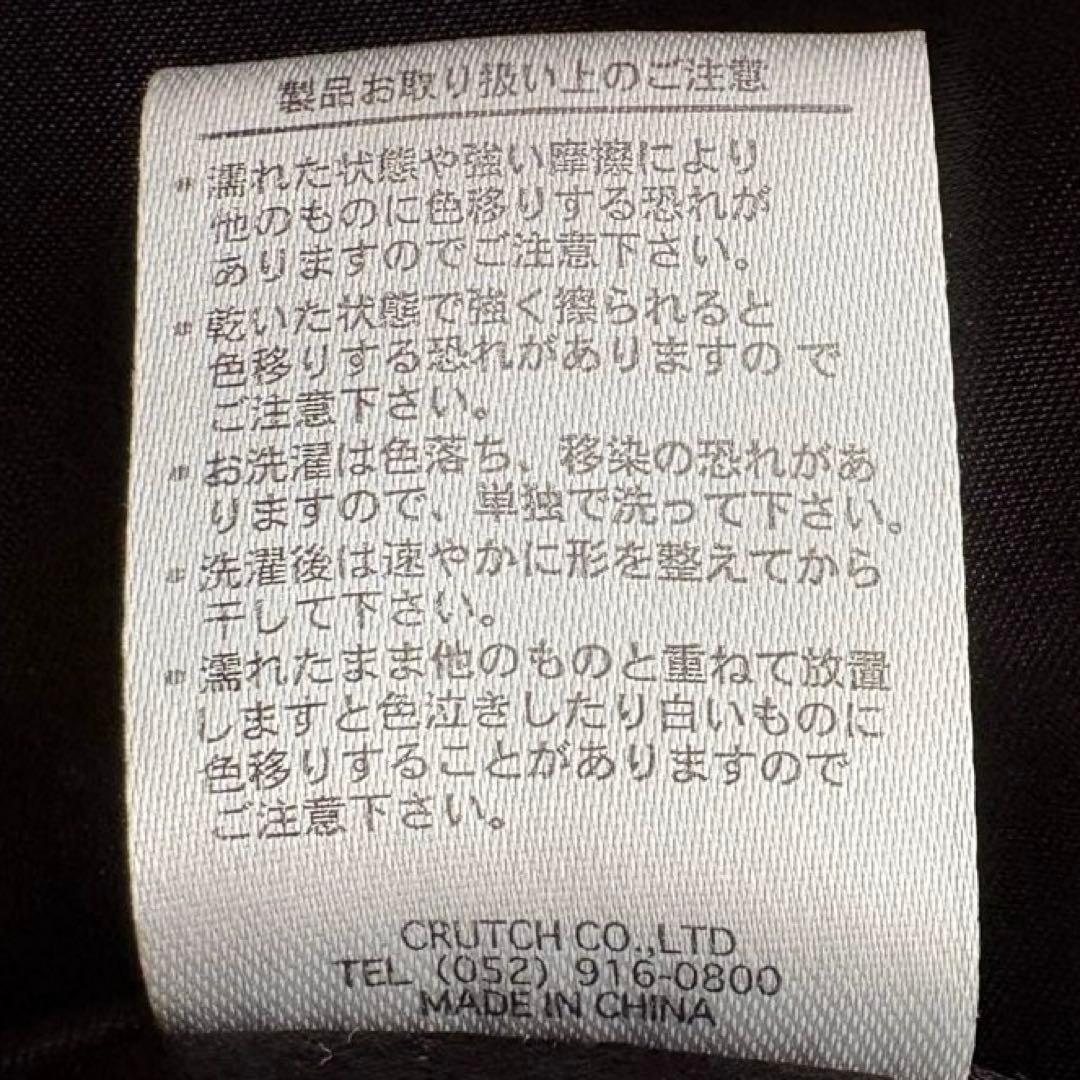 製品お取り扱い上のご注意
* 濡れた状態や強い摩擦により
他のものに色移りする恐れが
ありますのでご注意下さい。
* 乾いた状態で強く擦られると
色移りする恐れがありますので
ご注意下さい。
* お洗濯は色落ち、移染の恐れがあ
りますので、単独で洗って下さい。
* 洗濯後は速やかに形を整えてから
干して下さい。
* 濡れたまま他のものと重ねて放置
しますと色泣きしたり白いものに
色移りすることがありますので
ご注意下さい。
CRUTCH CO.,LTD
TEL (052) 916-0800
MADE IN CHINA